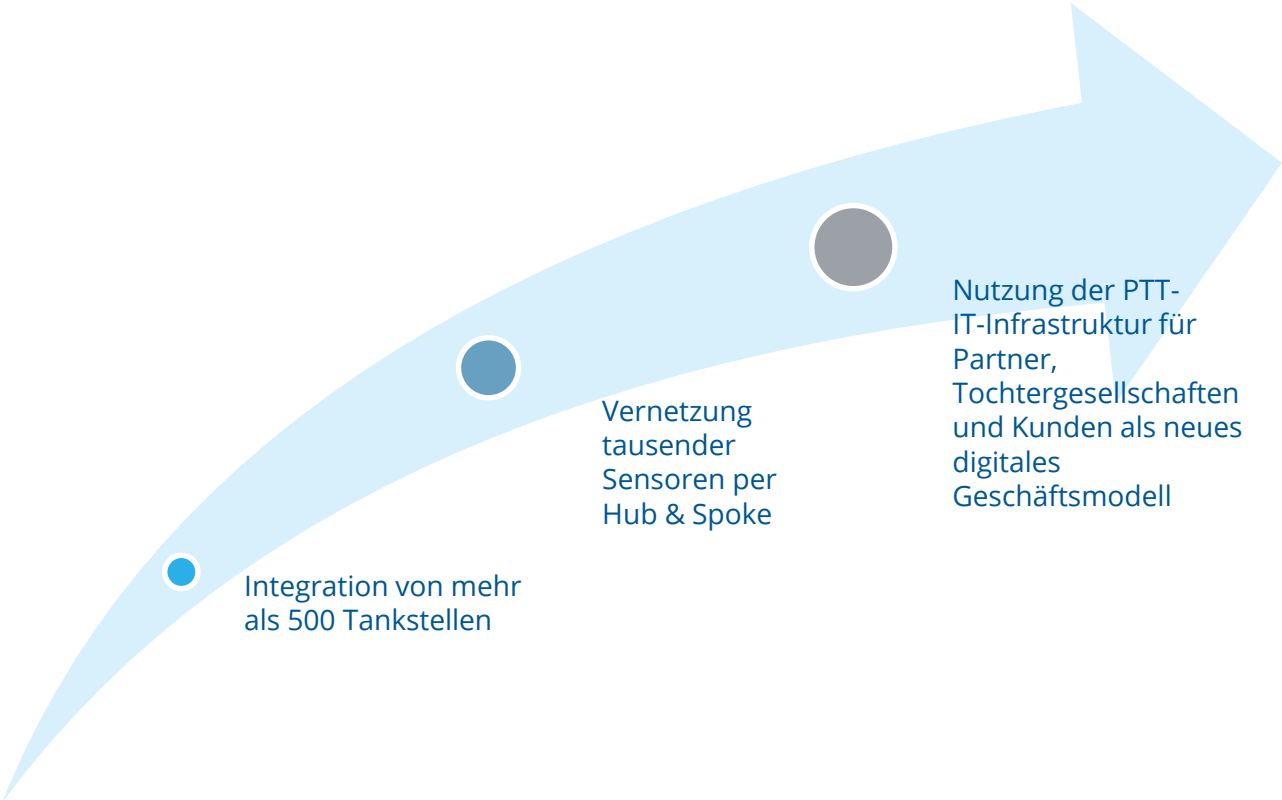 Nutzung der PTT-
IT-Infrastruktur für
Partner,
Tochtergesellschaften
und Kunden als neues
digitales
Geschäftsmodell
Vernetzung
tausender
Sensoren per
Hub & Spoke
Integration von mehr
als 500 Tankstellen